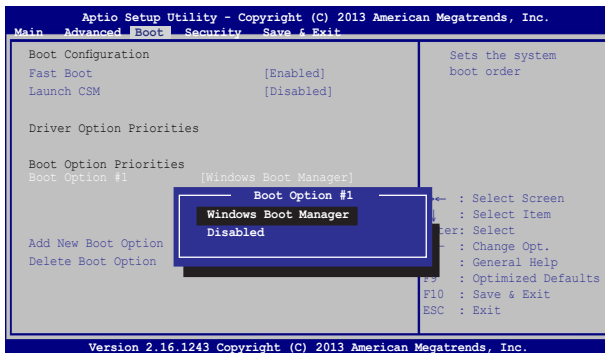 Aptio Setup Utility - Copyright (C) 2013 American Megatrends, Inc.
Main Advanced Boot Security Save & Exit
Boot Configuration
Fast Boot [Enabled]
Launch CSM [Disabled]
Driver Option Priorities
Boot Option Priorities
Boot Option #1 [Windows Boot Manager]
Add New Boot Option
Delete Boot Option
Boot Option #1
Windows Boot Manager
Disabled
Sets the system
boot order
→← : Select Screen
: Select Item
er: Select
— : Change Opt.
: General Help
F9 : Optimized Defaults
F10 : Save & Exit
ESC : Exit
Version 2.16.1243 Copyright (C) 2013 American Megatrends, Inc.